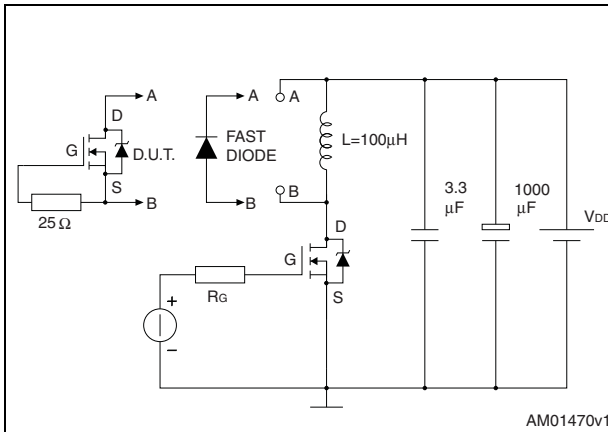 A
A
A
D
FAST
DIODE
G
D.U.T.
L=100µH
S
B
B
B
25 Ω
3.3
µF
1000
µF
VDD
D
G
S
RG
+
–
AM01470v1